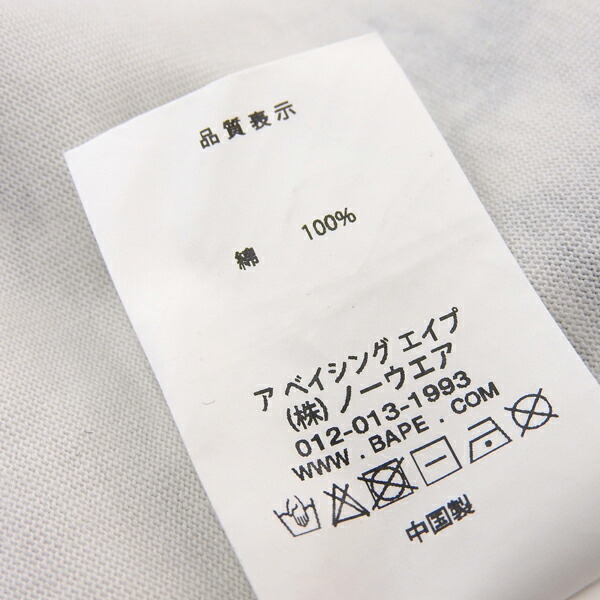 品質表示
綿 100%
ア ベイシング エイプ
(株) ノーウエア
012-013-1993
WWW . BAPE . COM
中国製